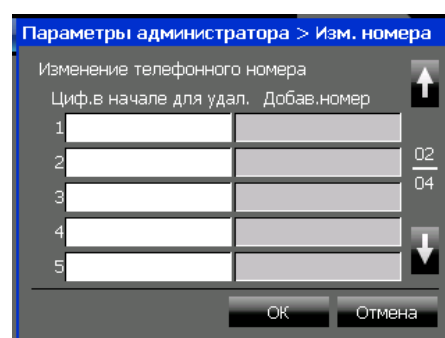 Параметры администратора > Изм. номера
Изменение телефонного номера
Циф.в начале для удал. Добав.номер
1
2
02
3
04
4
5
ОК Отмена